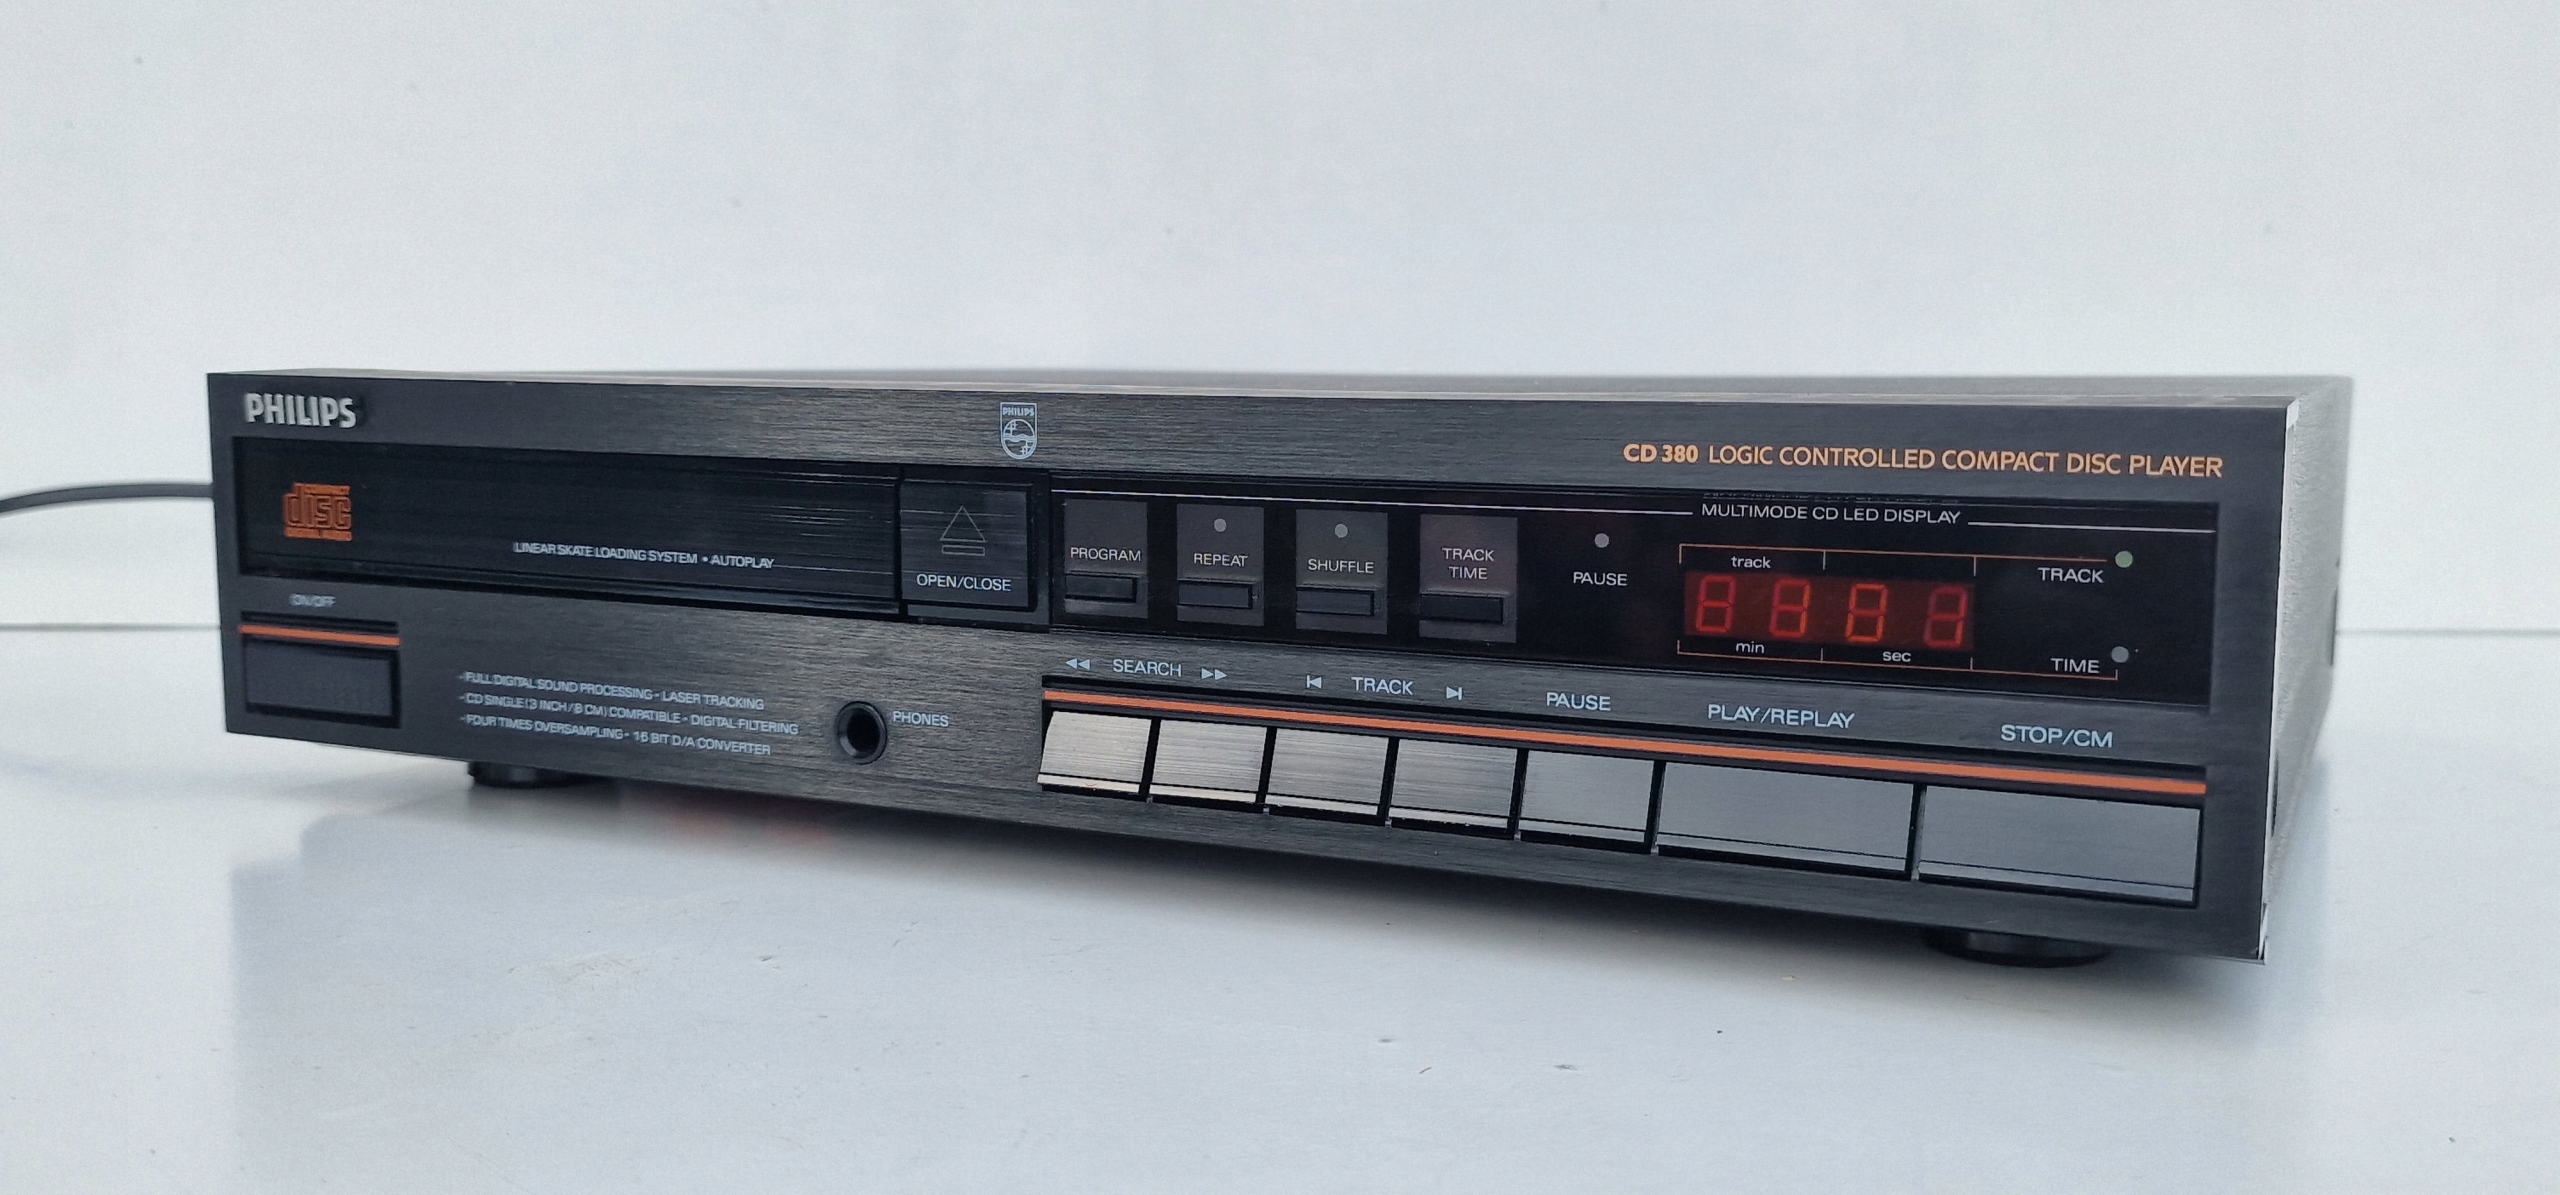 PHILIPS
PHILIPS
CD 380 LOGIC CONTROLLED COMPACT DISC PLAYER
COMPACT
disc
DIGITAL AUDIO
LINEAR SKATE LOADING SYSTEM • AUTOPLAY
OPEN/CLOSE
PROGRAM
REPEAT
SHUFFLE
TRACK
TIME
PAUSE
MULTIMODE CD LED DISPLAY
track
TRACK
min
sec
TIME
ON/OFF
- FULL DIGITAL SOUND PROCESSING - LASER TRACKING
- CD SINGLE (3 INCH / 8 CM) COMPATIBLE - DIGITAL FILTERING
- FOUR TIMES OVERSAMPLING - 16 BIT D/A CONVERTER
PHONES
SEARCH
TRACK
PAUSE
PLAY/REPLAY
STOP/CM